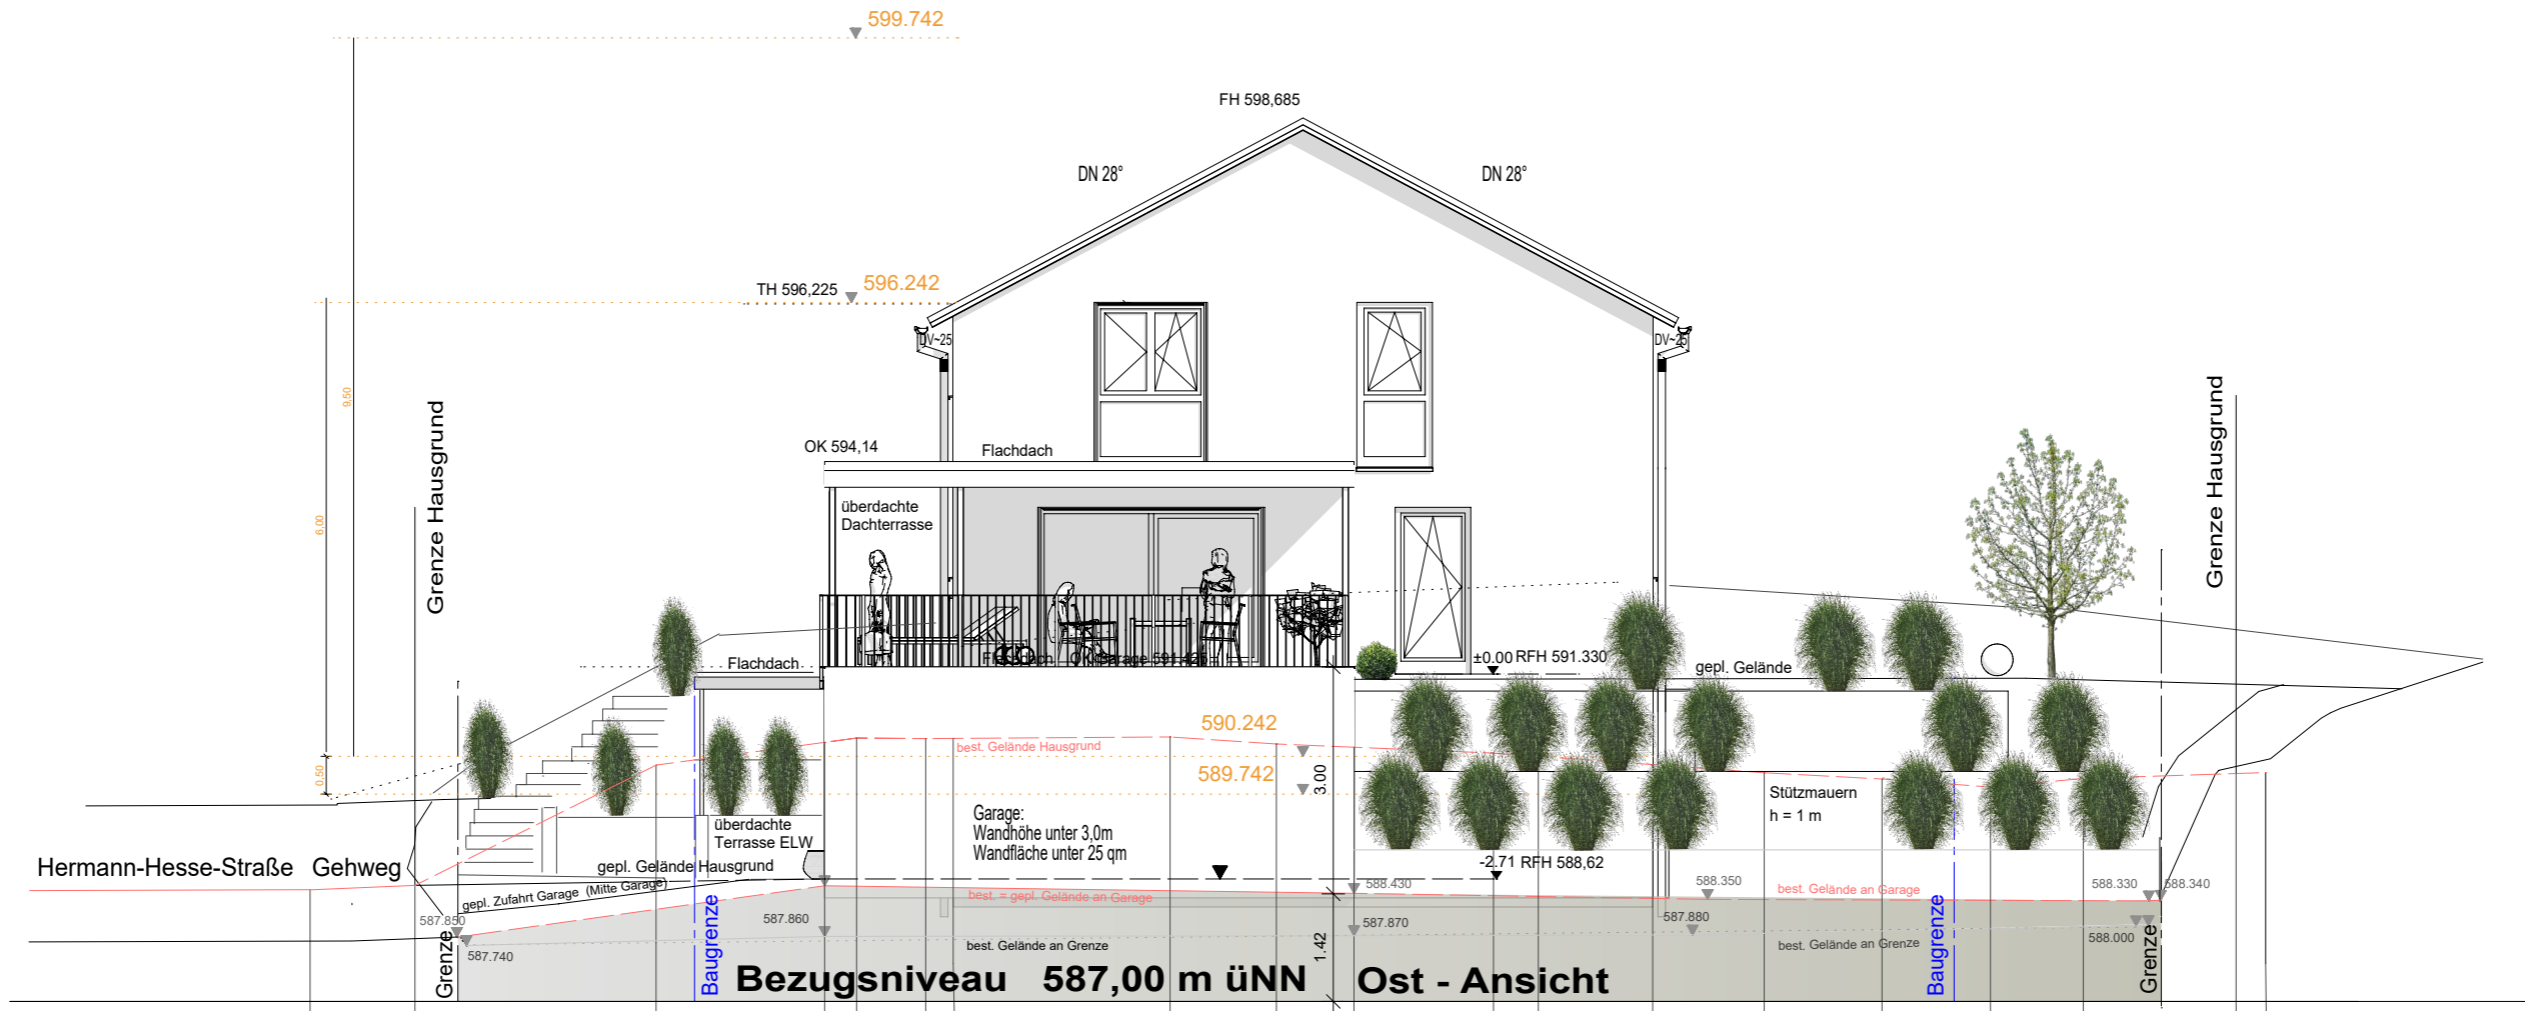 599.742
FH 598,685
DN 28°
DN 28°
TH 596,225
596.242
DV~25
DV~25
9,50
6,00
0,50
Grenze Hausgrund
Grenze Hausgrund
OK 594,14
Flachdach
überdachte
Dachterrasse
Flachdach OK Garage 591.425
Flachdach
±0.00 RFH 591.330
gepl. Gelände
590.242
best. Gelände Hausgrund
589.742
3.00
Stützmauern
h = 1 m
Garage:
Wandhöhe unter 3,0m
Wandfläche unter 25 qm
überdachte
Terrasse ELW
gepl. Gelände Hausgrund
Hermann-Hesse-Straße Gehweg
gepl. Zufahrt Garage (Mitte Garage)
-2.71 RFH 588,62
588.430
588.350
best. Gelände an Garage
588.330
588.340
best. = gepl. Gelände an Garage
587.850
587.860
587.870
587.880
588.000
587.740
best. Gelände an Grenze
best. Gelände an Grenze
1.42
Grenze
Baugrenze
Baugrenze
Grenze
Bezugsniveau 587,00 m üNN Ost - Ansicht